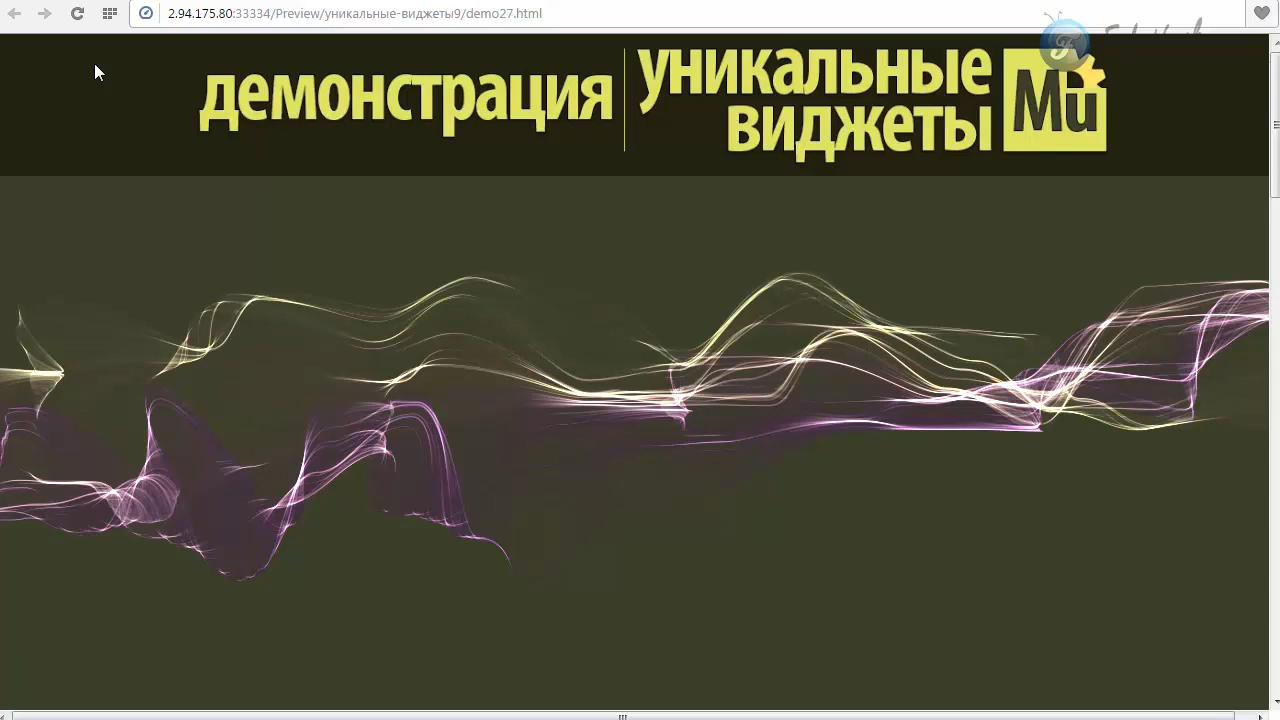 2.94.175.80:33334/Preview/уникальные-виджеты9/demo27.html
демонстрация
уникальные
виджеты
Mu